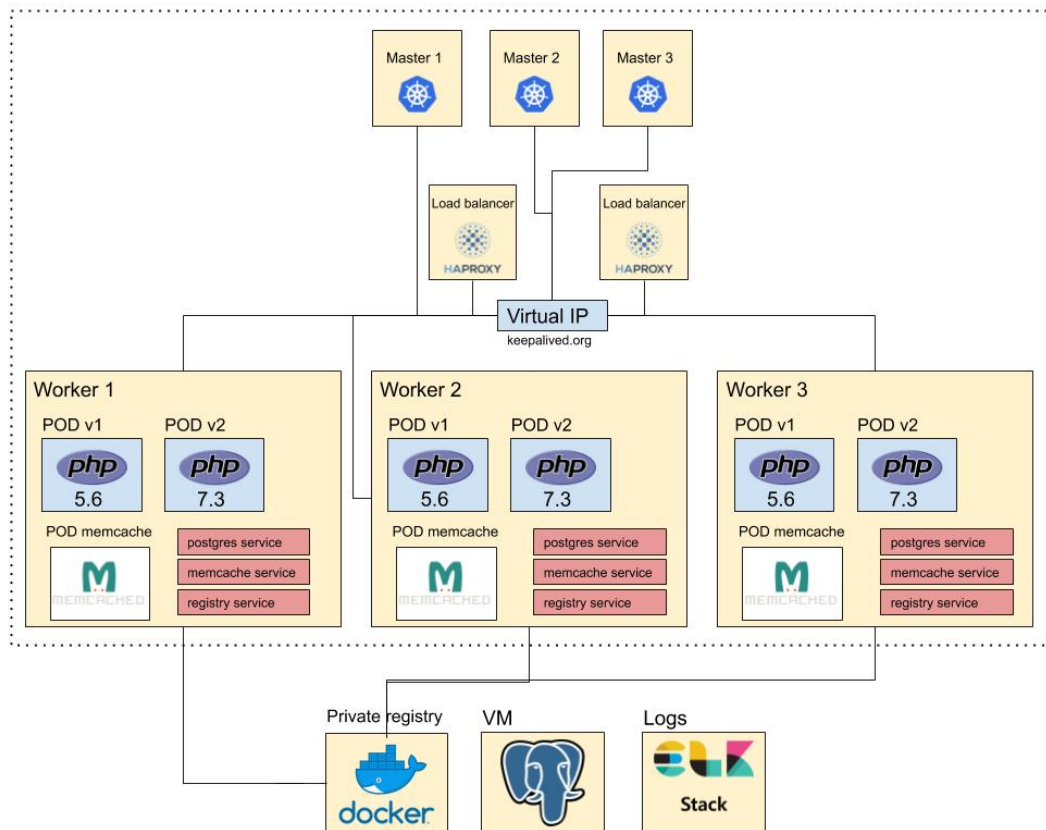 Master 1
Master 2
Master 3
Load balancer
HAPROXY
Load balancer
HAPROXY
Virtual IP
keepalived.org
Worker 1
POD v1
POD v2
php
5.6
php
7.3
POD memcache
MEMCACHED
postgres service
memcache service
registry service
Worker 2
POD v1
POD v2
php
5.6
php
7.3
POD memcache
MEMCACHED
postgres service
memcache service
registry service
Worker 3
POD v1
POD v2
php
5.6
php
7.3
POD memcache
MEMCACHED
postgres service
memcache service
registry service
Private registry
docker
VM
Logs
ELK
Stack